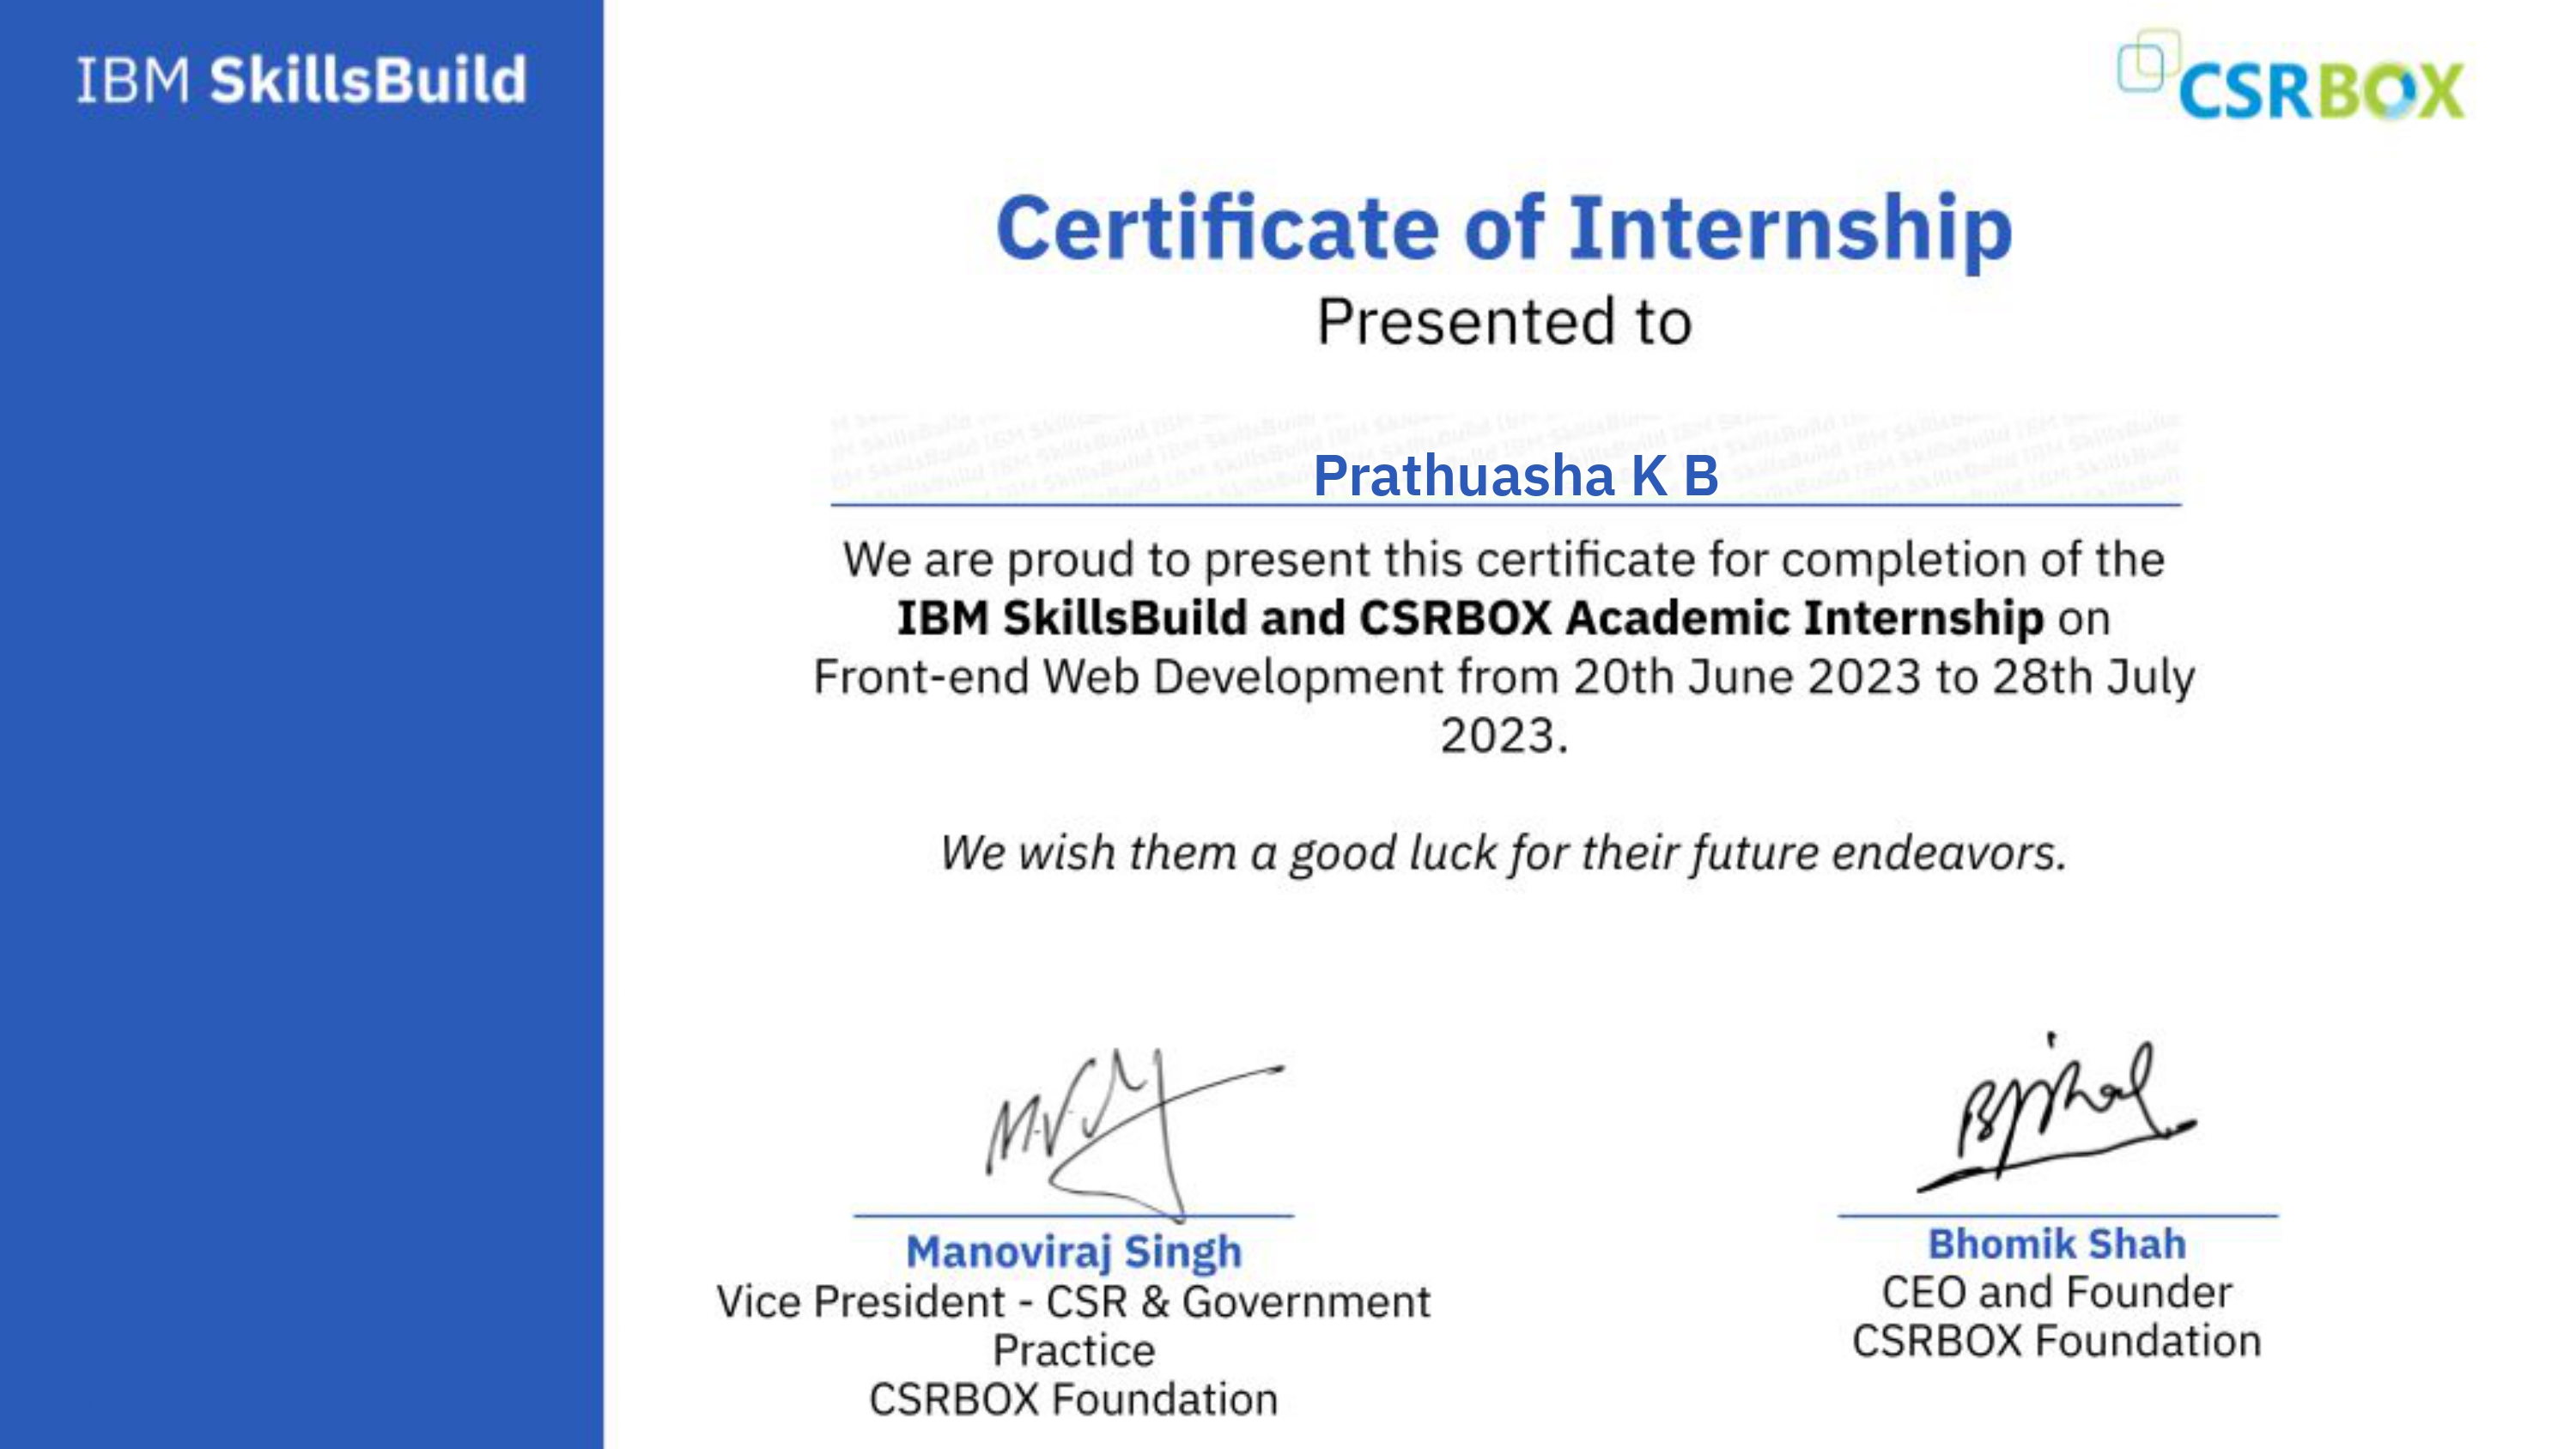 IBM SkillsBuild
CSRBOX
Certificate of Internship
Presented to
Prathuasha K B
We are proud to present this certificate for completion of the
IBM SkillsBuild and CSRBOX Academic Internship on
Front-end Web Development from 20th June 2023 to 28th July
2023.
We wish them a good luck for their future endeavors.
Manoviraj Singh
Vice President - CSR & Government
Practice
CSRBOX Foundation
Bhomik Shah
CEO and Founder
CSRBOX Foundation